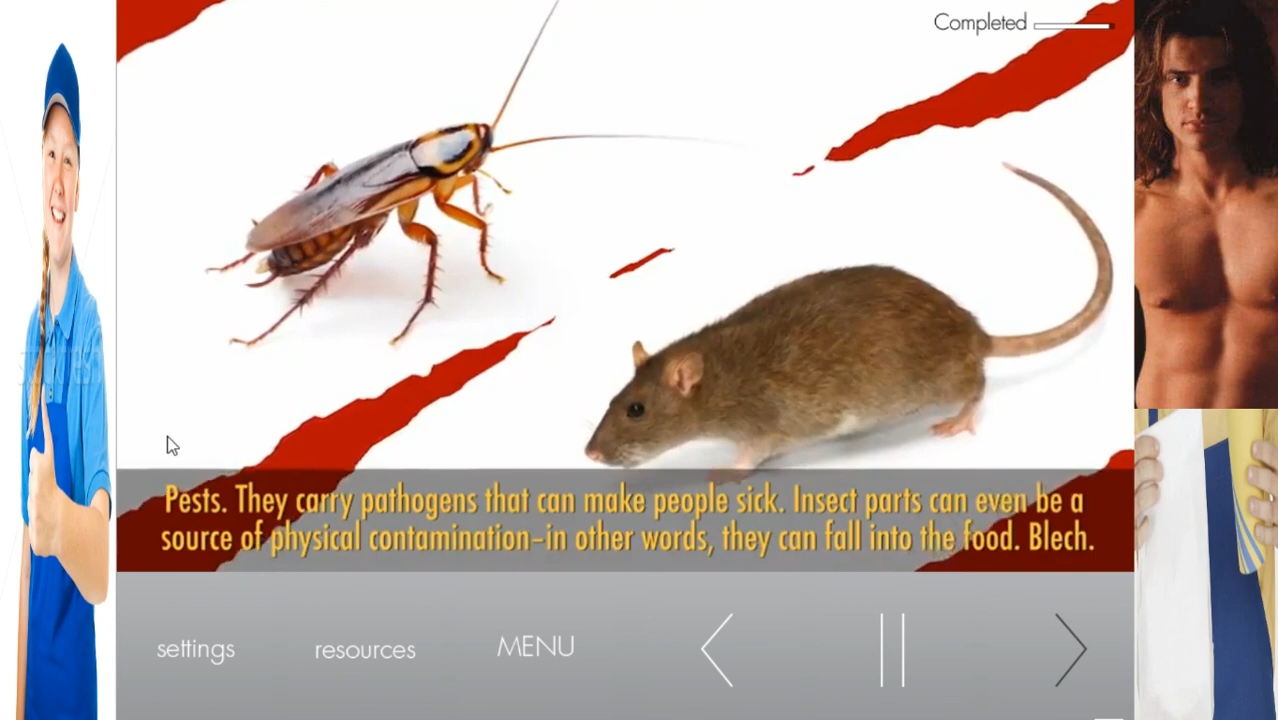 Completed
Pests. They carry pathogens that can make people sick. Insect parts can even be a
source of physical contamination–in other words, they can fall into the food. Blech.
settings
resources
MENU